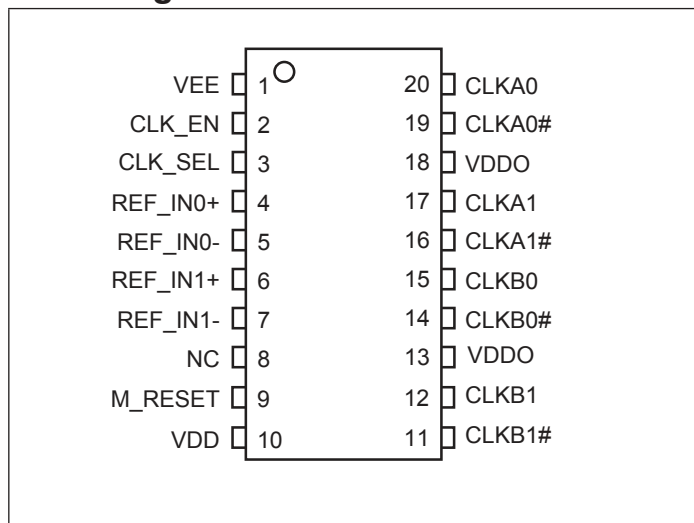 VEE 1 20 CLKA0
CLK_EN 2 19 CLKA0#
CLK_SEL 3 18 VDDO
REF_IN0+ 4 17 CLKA1
REF_IN0- 5 16 CLKA1#
REF_IN1+ 6 15 CLKB0
REF_IN1- 7 14 CLKB0#
NC 8 13 VDDO
M_RESET 9 12 CLKB1
VDD 10 11 CLKB1#